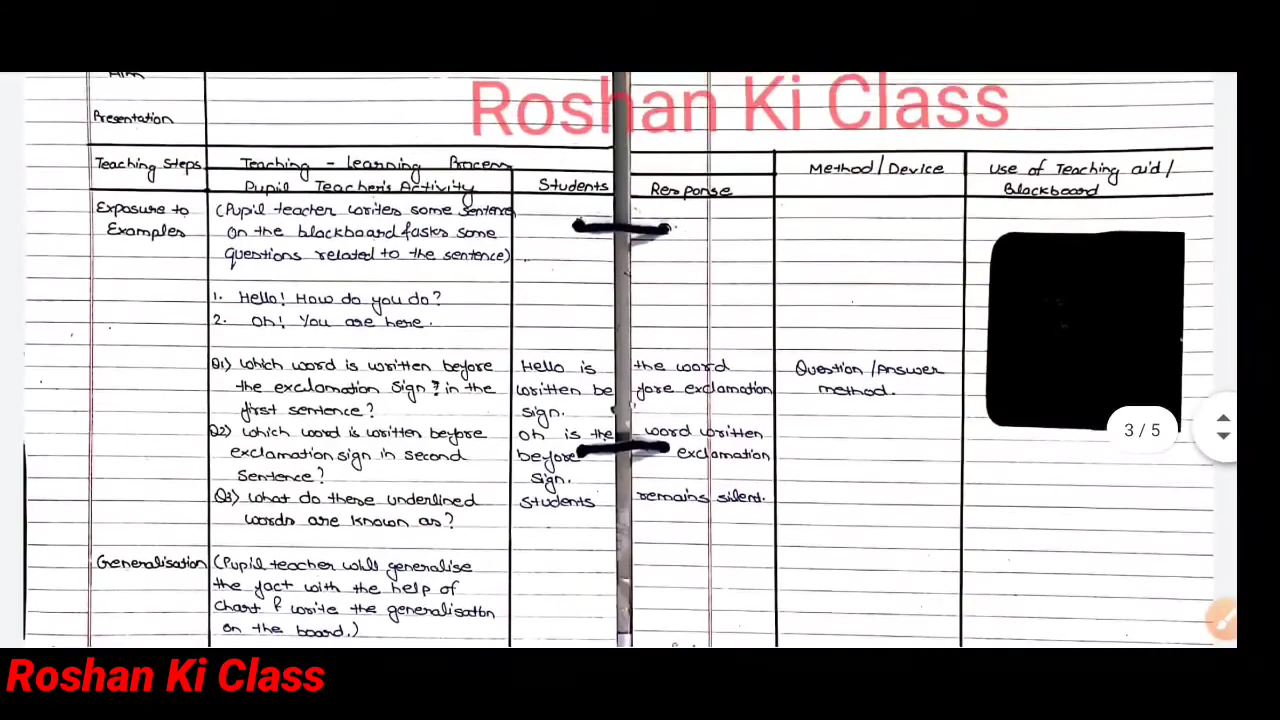 Aim
Roshan Ki Class
Presentation
Teaching Steps
Teaching - Learning Process
Pupil Teacher's Activity
Students Response
Method / Device
Use of Teaching aid /
Blackboard
Exposure to
Examples
(Pupil teacher writes some sentence
on the blackboard & asks some
questions related to the sentence)
1. Hello! How do you do?
2. Oh! You are here.
Q1) Which word is written before
the exclamation sign? in the
first sentence?
Hello is the word
written before exclamation
sign.
Question / Answer
method.
Q2) Which word is written before
exclamation sign in second
sentence?
Oh is the word written
before exclamation
sign.
Q3) What do these underlined
words are known as?
Students remains silent.
3 / 5
Generalisation
(Pupil teacher will generalise
the fact with the help of
chart & write the generalisation
on the board.)
Roshan Ki Class